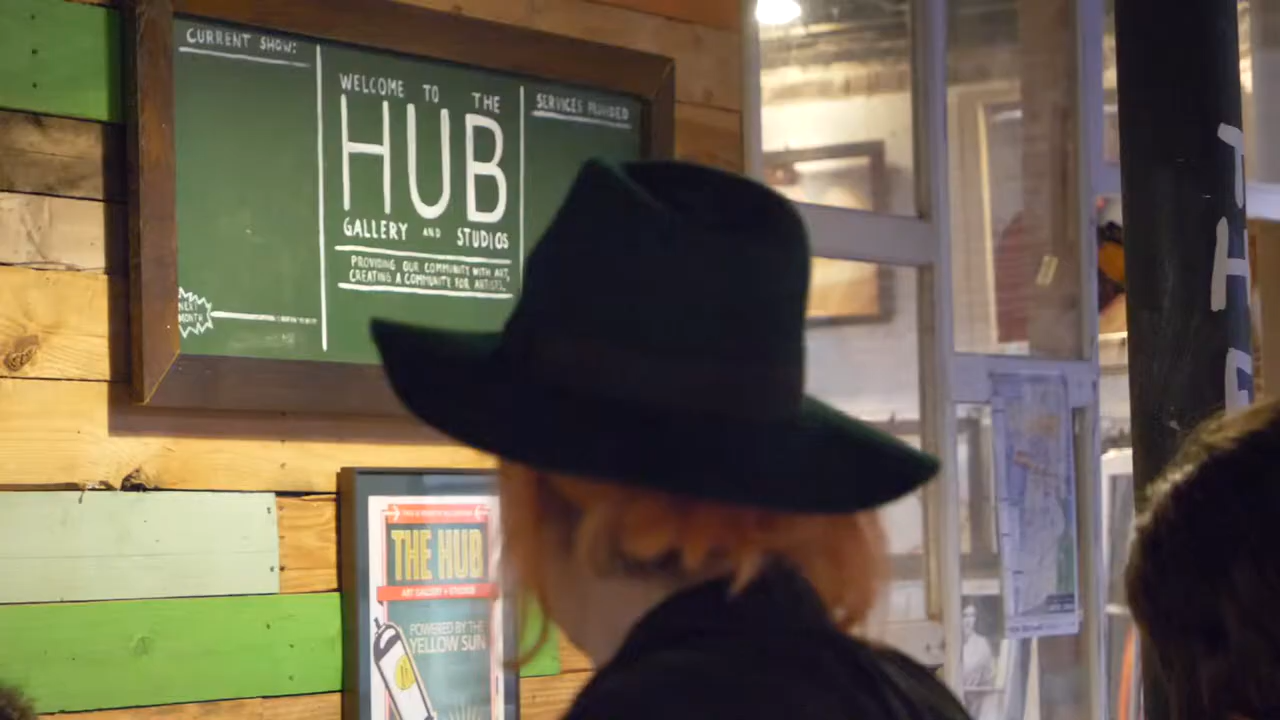 CURRENT SHOW:
WELCOME TO THE
HUB
GALLERY AND STUDIOS
PROVIDING OUR COMMUNITY WITH ART,
CREATING A COMMUNITY FOR ARTISTS.
SERVICES PROVIDED
NEXT
MONTH
THE HUB
ART GALLERY + STUDIOS
POWERED BY THE
YELLOW SUN
THE